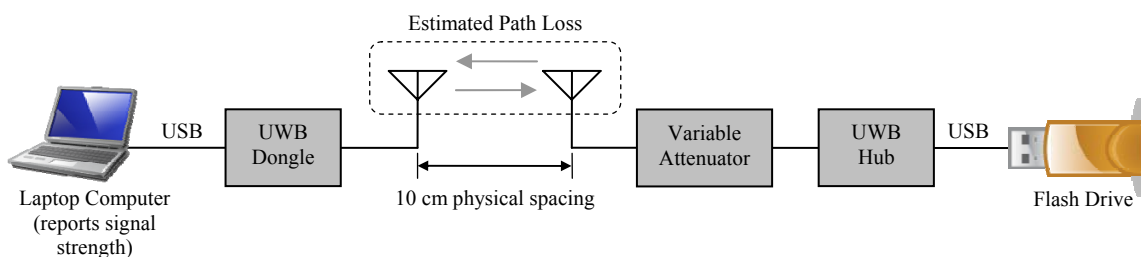 Estimated Path Loss
USB
UWB
Dongle
Variable
Attenuator
UWB
Hub
USB
10 cm physical spacing
Laptop Computer
(reports signal
strength)
Flash Drive